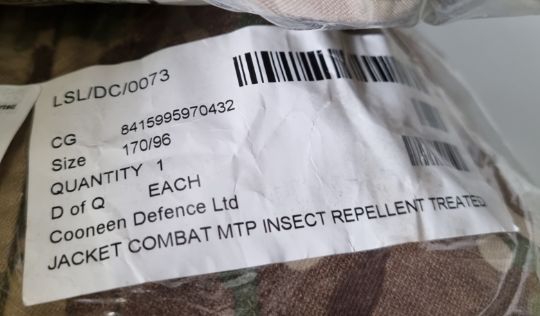 LSL/DC/0073
CG 8415995970432
Size 170/96
QUANTITY 1
D of Q EACH
Cooneen Defence Ltd
JACKET COMBAT MTP INSECT REPELLENT TREATED